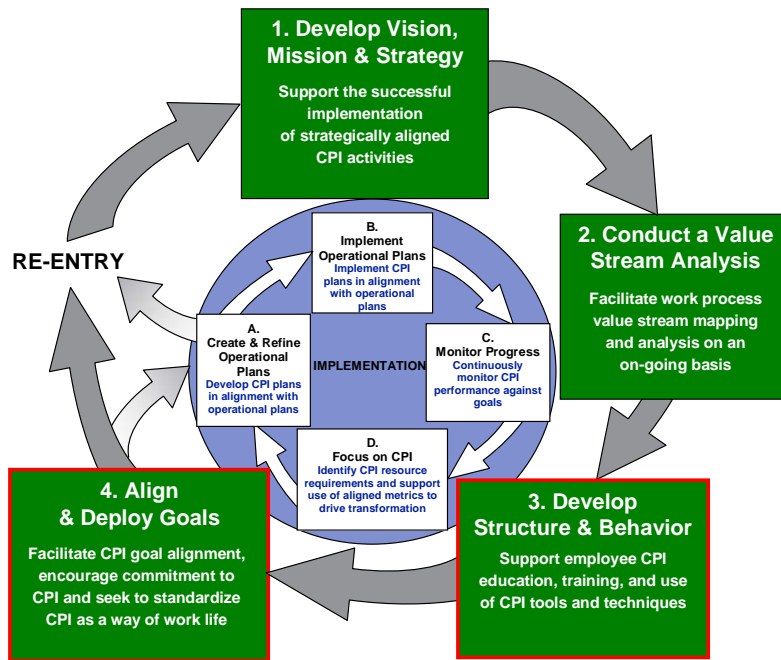 1. Develop Vision,
Mission & Strategy
Support the successful
implementation
of strategically aligned
CPI activities
2. Conduct a Value
Stream Analysis
Facilitate work process
value stream mapping
and analysis on an
on-going basis
3. Develop
Structure & Behavior
Support employee CPI
education, training, and use
of CPI tools and techniques
4. Align
& Deploy Goals
Facilitate CPI goal alignment,
encourage commitment to
CPI and seek to standardize
CPI as a way of work life
RE-ENTRY
IMPLEMENTATION
A.
Create & Refine
Operational
Plans
Develop CPI plans
in alignment with
operational plans
B.
Implement
Operational Plans
Implement CPI
plans in alignment
with operational
plans
C.
Monitor Progress
Continuously
monitor CPI
performance against
goals
D.
Focus on CPI
Identify CPI resource
requirements and support
use of aligned metrics to
drive transformation